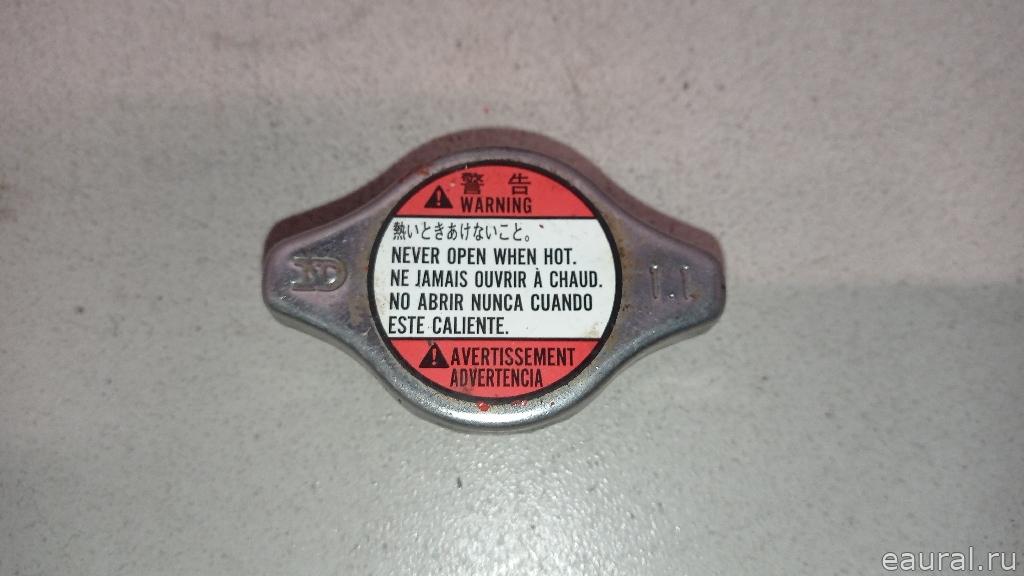 警告
WARNING
熱いときあけないこと。
NEVER OPEN WHEN HOT.
NE JAMAIS OUVRIR À CHAUD.
NO ABRIR NUNCA CUANDO
ESTE CALIENTE.
AVERTISSEMENT
ADVERTENCIA
1.1
eaural.ru